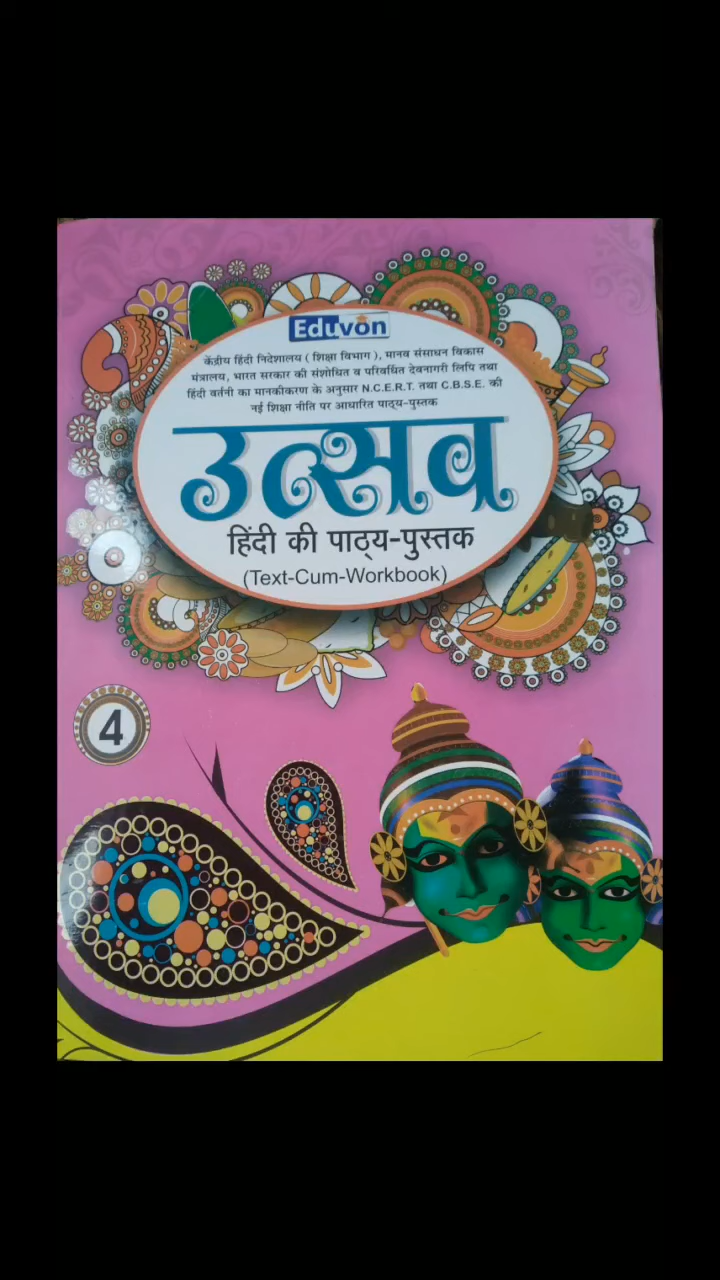 Eduvon
केंद्रीय हिंदी निदेशालय ( शिक्षा विभाग ), मानव संसाधन विकास
मंत्रालय, भारत सरकार की संशोधित व परिवर्धित देवनागरी लिपि तथा
हिंदी वर्तनी का मानकीकरण के अनुसार N.C.E.R.T. तथा C.B.S.E. की
नई शिक्षा नीति पर आधारित पाठ्य-पुस्तक
उत्सव
हिंदी की पाठ्य-पुस्तक
(Text-Cum-Workbook)
4